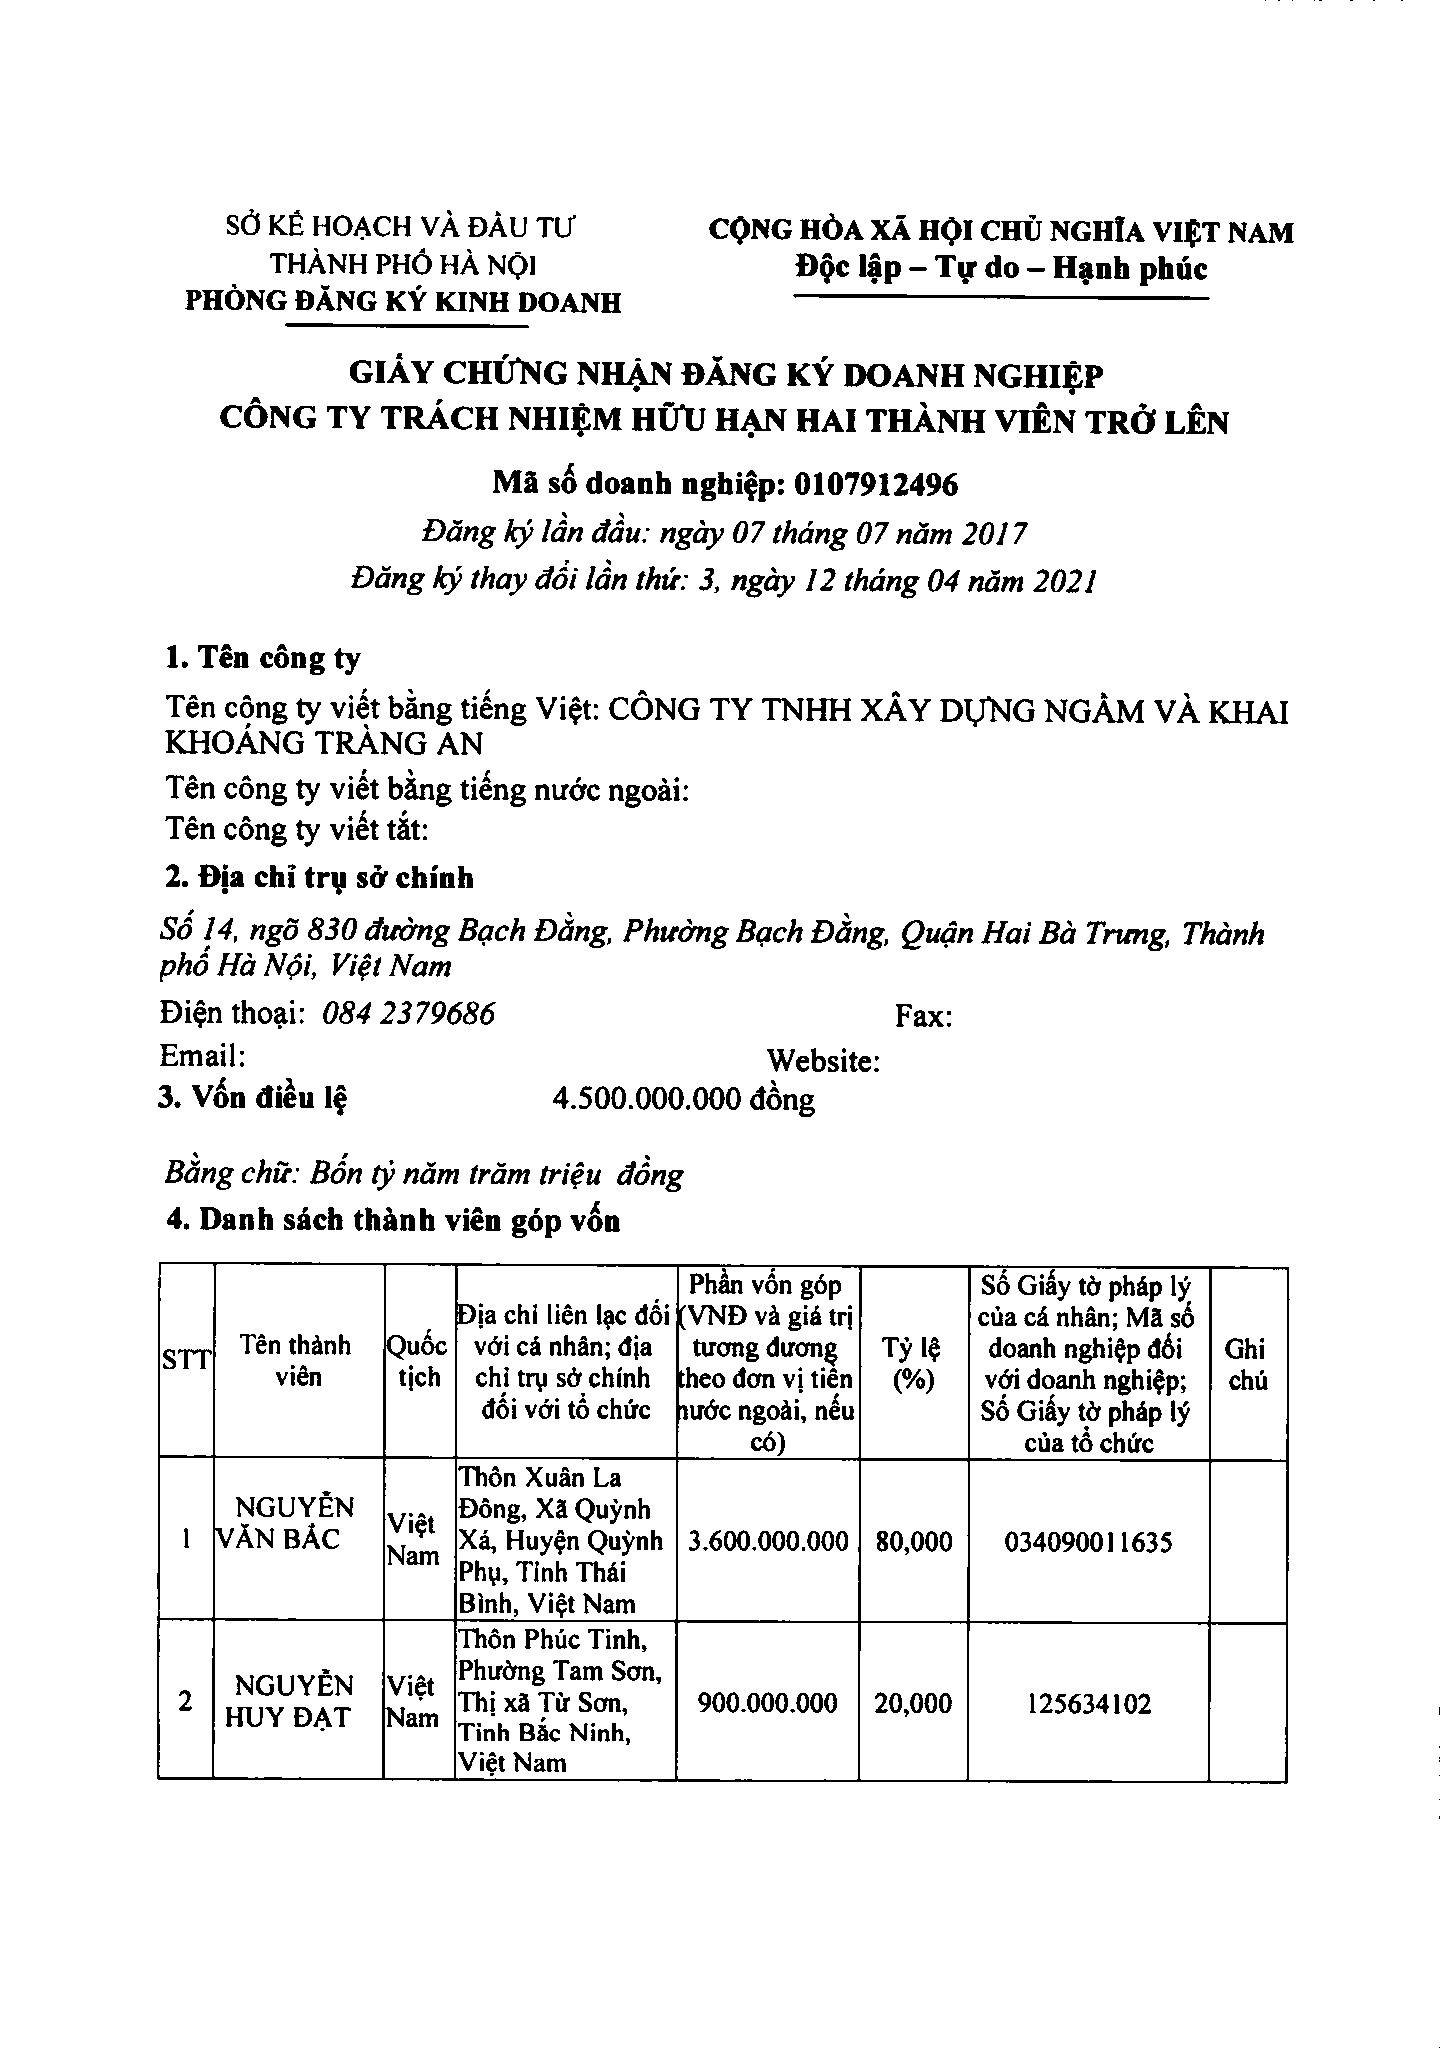 SỞ KẾ HOẠCH VÀ ĐẦU TƯ
THÀNH PHỐ HÀ NỘI
PHÒNG ĐĂNG KÝ KINH DOANH
CỘNG HÒA XÃ HỘI CHỦ NGHĨA VIỆT NAM
Độc lập – Tự do – Hạnh phúc
GIẤY CHỨNG NHẬN ĐĂNG KÝ DOANH NGHIỆP
CÔNG TY TRÁCH NHIỆM HỮU HẠN HAI THÀNH VIÊN TRỞ LÊN
Mã số doanh nghiệp: 0107912496
Đăng ký lần đầu: ngày 07 tháng 07 năm 2017
Đăng ký thay đổi lần thứ: 3, ngày 12 tháng 04 năm 2021
1. Tên công ty
Tên công ty viết bằng tiếng Việt: CÔNG TY TNHH XÂY DỰNG NGẦM VÀ KHAI
KHOÁNG TRÀNG AN
Tên công ty viết bằng tiếng nước ngoài:
Tên công ty viết tắt:
2. Địa chỉ trụ sở chính
Số 14, ngõ 830 đường Bạch Đằng, Phường Bạch Đằng, Quận Hai Bà Trưng, Thành
phố Hà Nội, Việt Nam
Điện thoại: 084 2379686 Fax:
Email: Website:
3. Vốn điều lệ 4.500.000.000 đồng
Bằng chữ: Bốn tỷ năm trăm triệu đồng
4. Danh sách thành viên góp vốn
STT
Tên thành
viên
Quốc
tịch
Địa chỉ liên lạc đối
với cá nhân; địa
chỉ trụ sở chính
đối với tổ chức
Phần vốn góp
(VNĐ và giá trị
tương đương
theo đơn vị tiền
nước ngoài, nếu
có)
Tỷ lệ
(%)
Số Giấy tờ pháp lý
của cá nhân; Mã số
doanh nghiệp đối
với doanh nghiệp;
Số Giấy tờ pháp lý
của tổ chức
Ghi
chú
1
NGUYỄN
VĂN BẮC
Việt
Nam
Thôn Xuân La
Đông, Xã Quỳnh
Xá, Huyện Quỳnh
Phụ, Tỉnh Thái
Bình, Việt Nam
3.600.000.000
80,000
034090011635
2
NGUYỄN
HUY ĐẠT
Việt
Nam
Thôn Phúc Tinh,
Phường Tam Sơn,
Thị xã Từ Sơn,
Tỉnh Bắc Ninh,
Việt Nam
900.000.000
20,000
125634102